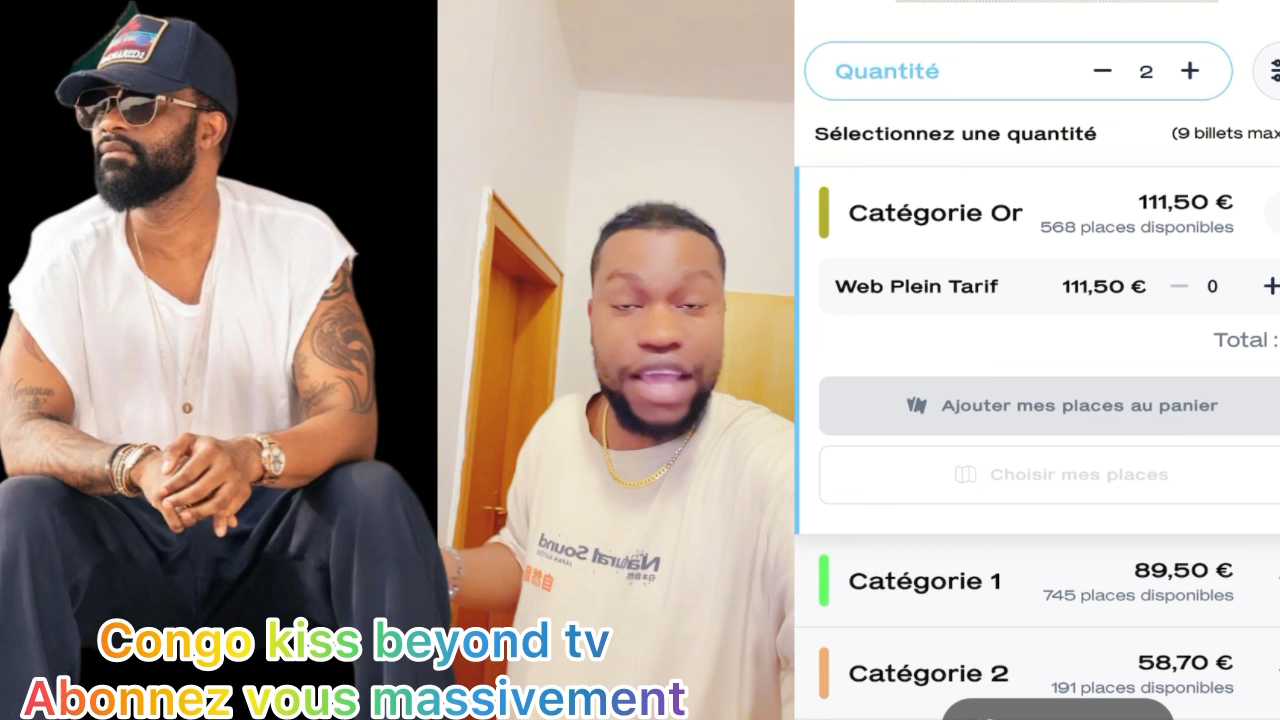 Quantité
2
Sélectionnez une quantité
(9 billets max
Catégorie Or
111,50 €
568 places disponibles
Web Plein Tarif
111,50 €
0
Total :
Ajouter mes places au panier
Choisir mes places
Catégorie 1
89,50 €
745 places disponibles
Catégorie 2
58,70 €
191 places disponibles
Natural Sound
Congo kiss beyond tv
Abonnez vous massivement